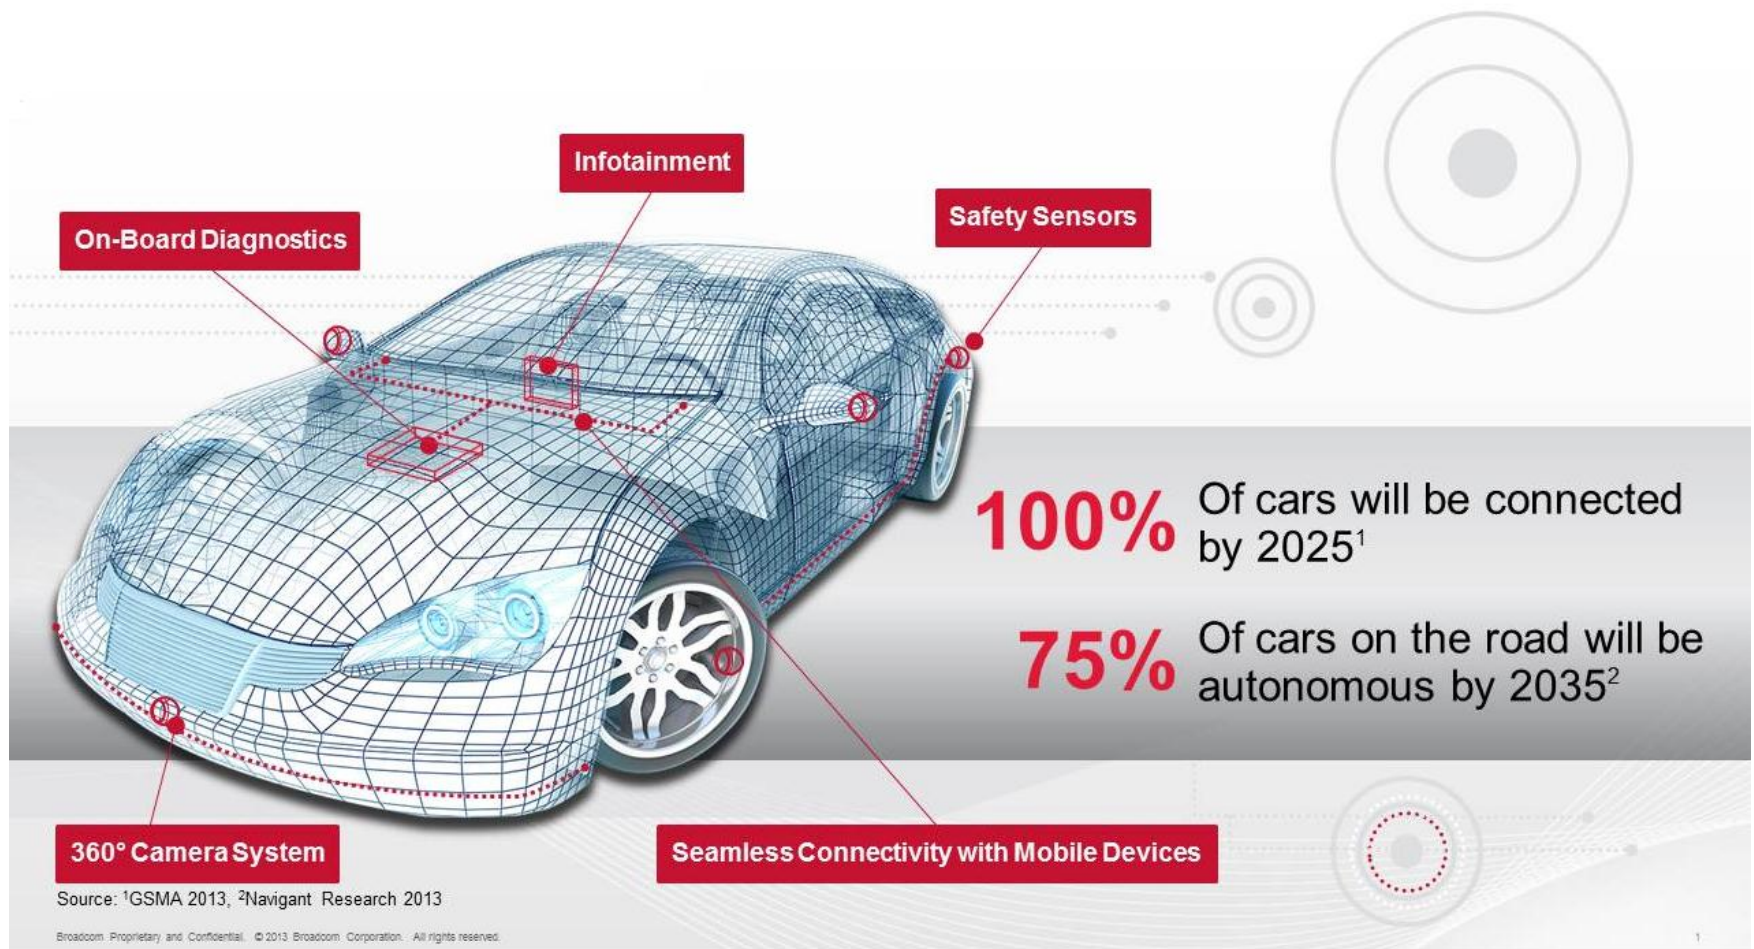 Infotainment
Safety Sensors
On-Board Diagnostics
100% Of cars will be connected
by 2025¹
75% Of cars on the road will be
autonomous by 2035²
360° Camera System
Seamless Connectivity with Mobile Devices
Source: ¹GSMA 2013, ²Navigant Research 2013
Broadcom Proprietary and Confidential. © 2013 Broadcom Corporation. All rights reserved.
1